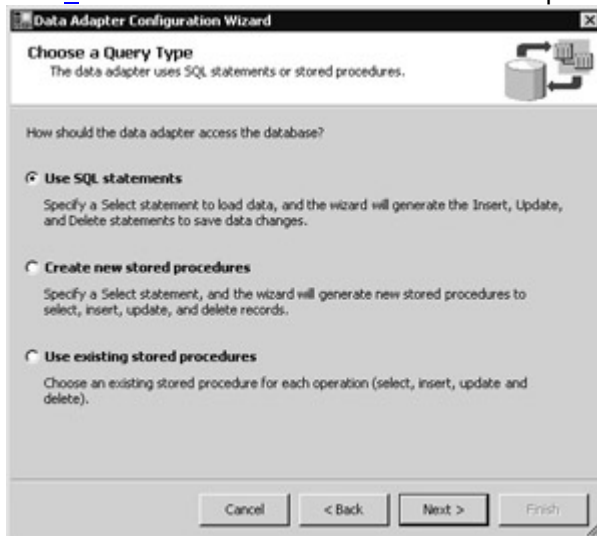 Data Adapter Configuration Wizard
Choose a Query Type
The data adapter uses SQL statements or stored procedures.
How should the data adapter access the database?
Use SQL statements
Specify a Select statement to load data, and the wizard will generate the Insert, Update,
and Delete statements to save data changes.
Create new stored procedures
Specify a Select statement, and the wizard will generate new stored procedures to
select, insert, update, and delete records.
Use existing stored procedures
Choose an existing stored procedure for each operation (select, insert, update and
delete).
Cancel
< Back
Next >
Finish